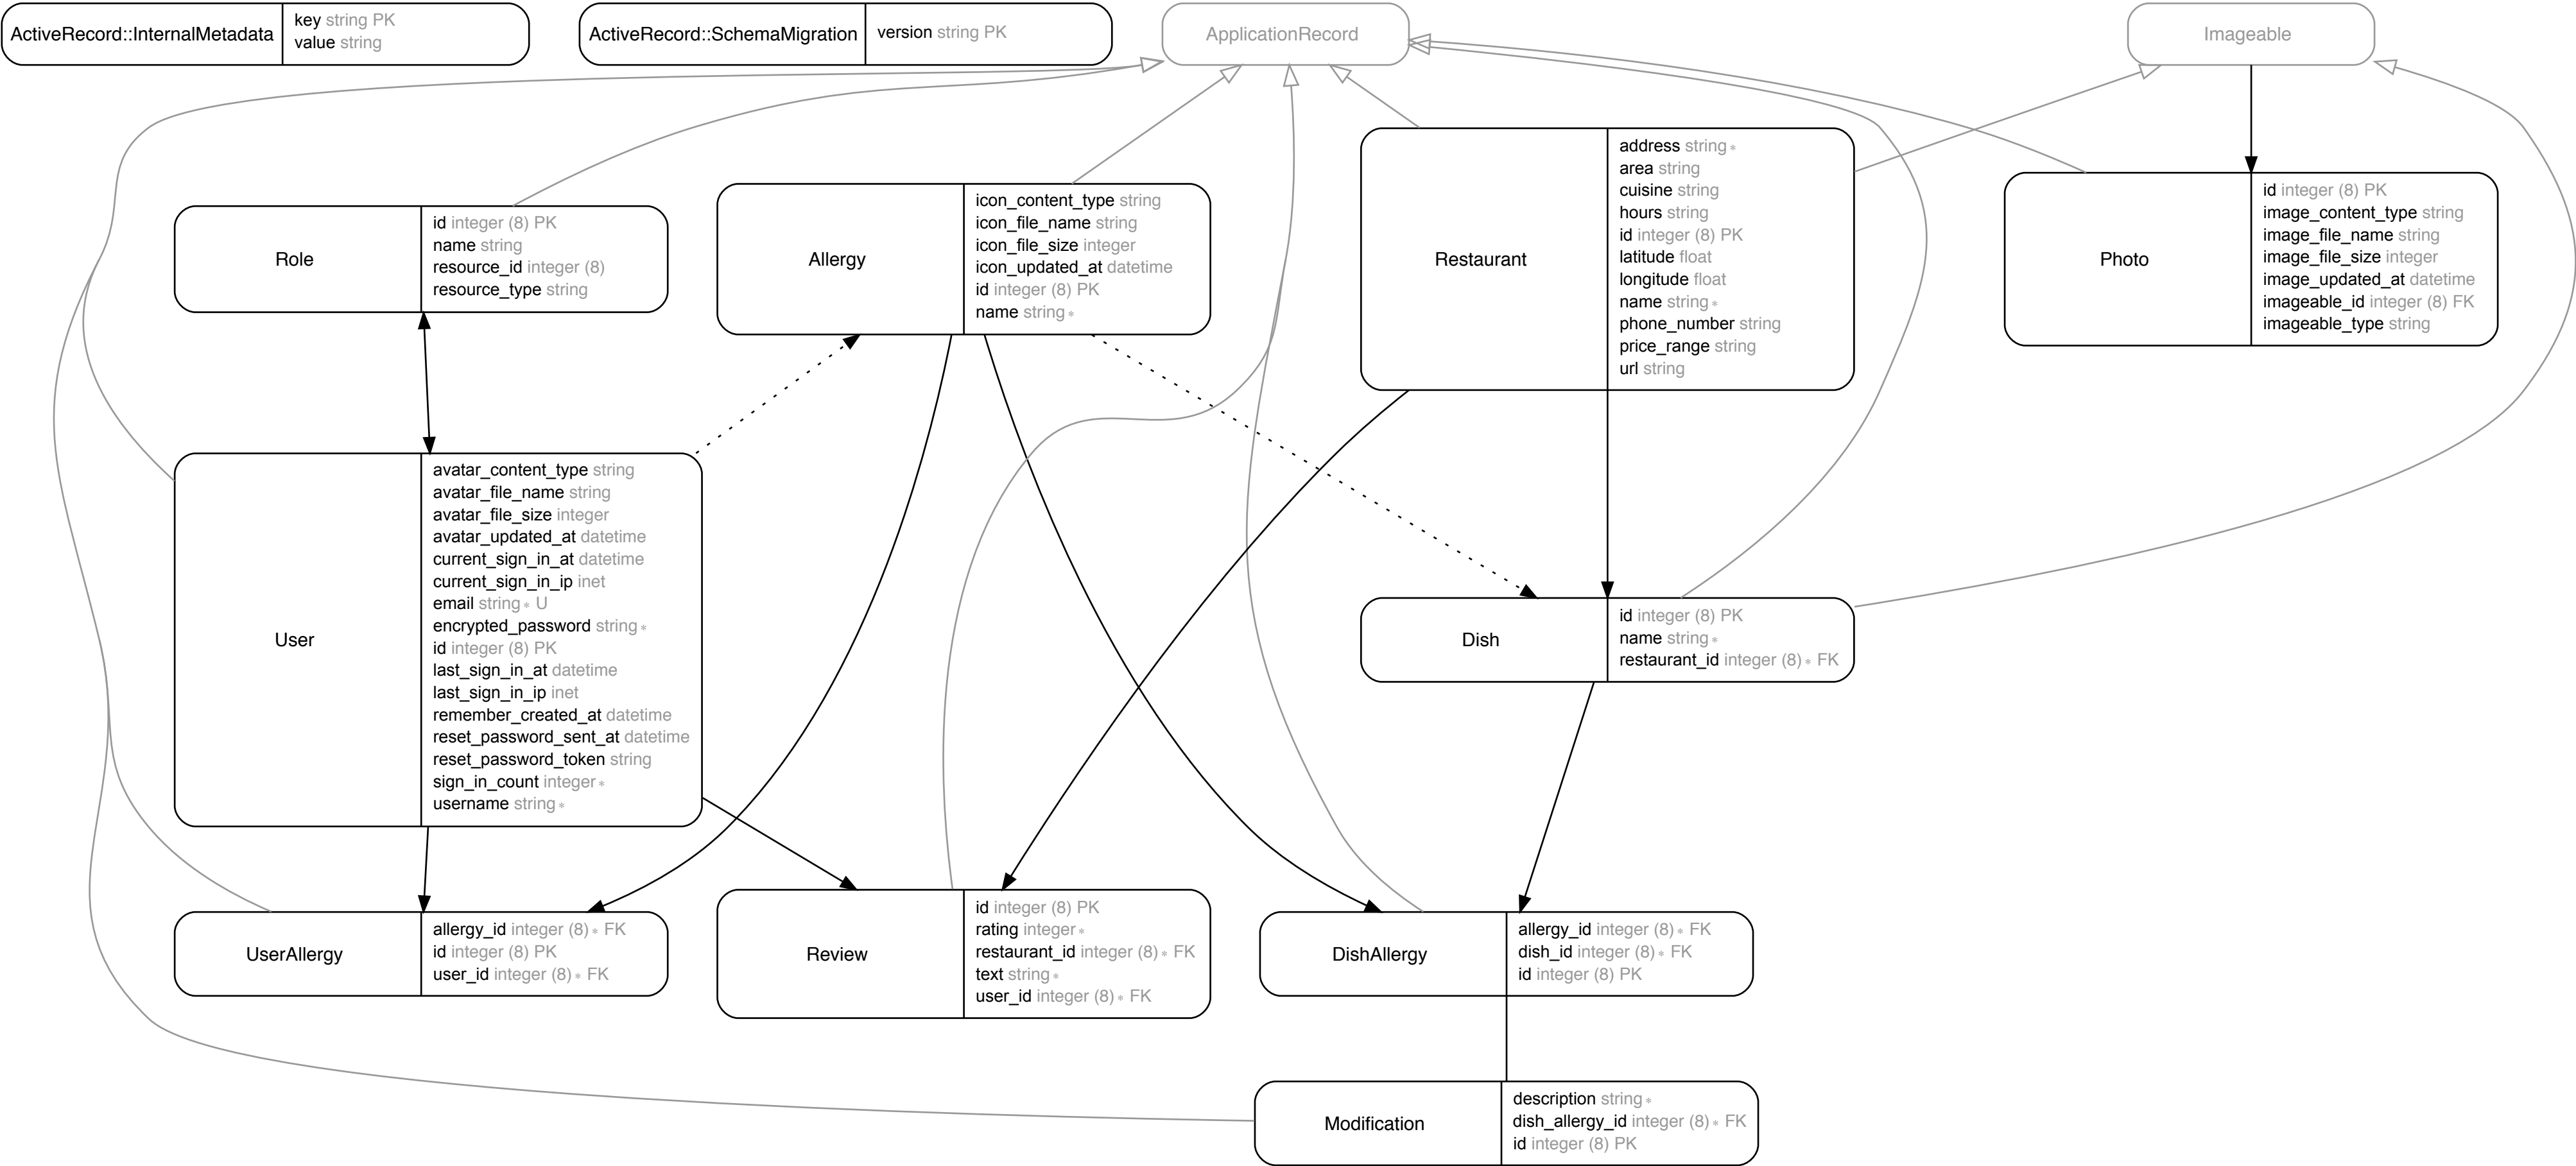 ActiveRecord::InternalMetadata
key string PK
value string
ActiveRecord::SchemaMigration
version string PK
ApplicationRecord
Imageable
Role
id integer (8) PK
name string
resource_id integer (8)
resource_type string
Allergy
icon_content_type string
icon_file_name string
icon_file_size integer
icon_updated_at datetime
id integer (8) PK
name string *
Restaurant
address string *
area string
cuisine string
hours string
id integer (8) PK
latitude float
longitude float
name string *
phone_number string
price_range string
url string
Photo
id integer (8) PK
image_content_type string
image_file_name string
image_file_size integer
image_updated_at datetime
imageable_id integer (8) FK
imageable_type string
User
avatar_content_type string
avatar_file_name string
avatar_file_size integer
avatar_updated_at datetime
current_sign_in_at datetime
current_sign_in_ip inet
email string * U
encrypted_password string *
id integer (8) PK
last_sign_in_at datetime
last_sign_in_ip inet
remember_created_at datetime
reset_password_sent_at datetime
reset_password_token string
sign_in_count integer *
username string *
Dish
id integer (8) PK
name string *
restaurant_id integer (8) * FK
UserAllergy
allergy_id integer (8) * FK
id integer (8) PK
user_id integer (8) * FK
Review
id integer (8) PK
rating integer *
restaurant_id integer (8) * FK
text string *
user_id integer (8) * FK
DishAllergy
allergy_id integer (8) * FK
dish_id integer (8) * FK
id integer (8) PK
Modification
description string *
dish_allergy_id integer (8) * FK
id integer (8) PK